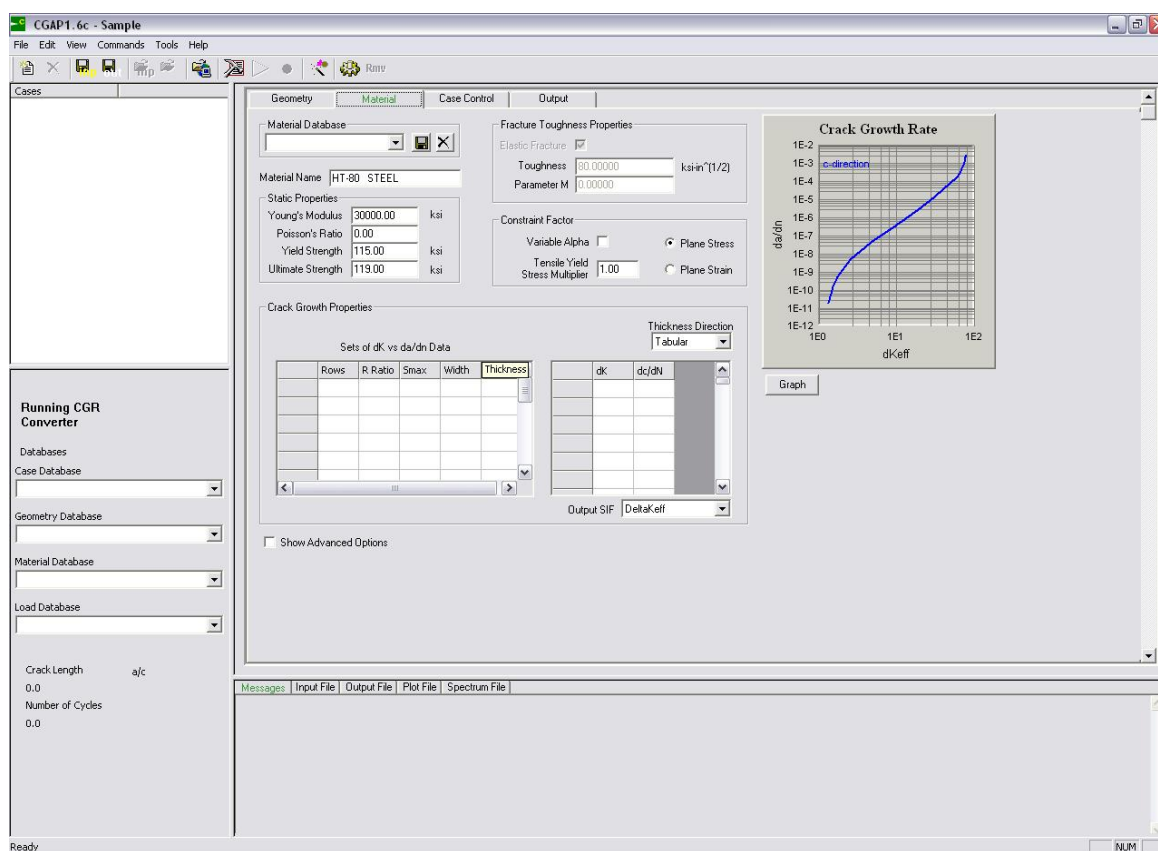 CGAP1.6c - Sample
File Edit View Commands Tools Help
Rmv
Cases
Geometry Material Case Control Output
Material Database
Material Name HT-80 STEEL
Static Properties
Young's Modulus 30000.00 ksi
Poisson's Ratio 0.00
Yield Strength 115.00 ksi
Ultimate Strength 119.00 ksi
Fracture Toughness Properties
Elastic Fracture
Toughness 80.00000 ksi-in^(1/2)
Parameter M 0.00000
Constraint Factor
Variable Alpha Plane Stress
Tensile Yield
Stress Multiplier 1.00 Plane Strain
Crack Growth Rate
1E-2
1E-3 c-direction
1E-4
1E-5
1E-6
1E-7
1E-8
1E-9
1E-10
1E-11
1E-12
da/dn
1E0 1E1 1E2
dKeff
Graph
Crack Growth Properties
Thickness Direction
Tabular
Sets of dK vs da/dn Data
Rows R Ratio Smax Width Thickness
dK dc/dN
Output SIF DeltaKeff
Show Advanced Options
Running CGR
Converter
Databases
Case Database
Geometry Database
Material Database
Load Database
Crack Length a/c
0.0
Number of Cycles
0.0
Messages Input File Output File Plot File Spectrum File
Ready NUM